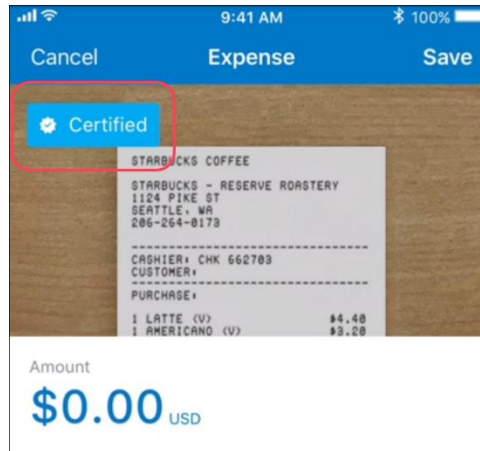 9:41 AM 100%
Cancel Expense Save
Certified
STARBUCKS COFFEE
STARBUCKS - RESERVE ROASTERY
1124 PIKE ST
SEATTLE, WA
206-264-0173
CASHIER: CHK 662703
CUSTOMER:
PURCHASE:
1 LATTE (V) $4.40
1 AMERICANO (V) $3.20
Amount
$0.00 USD